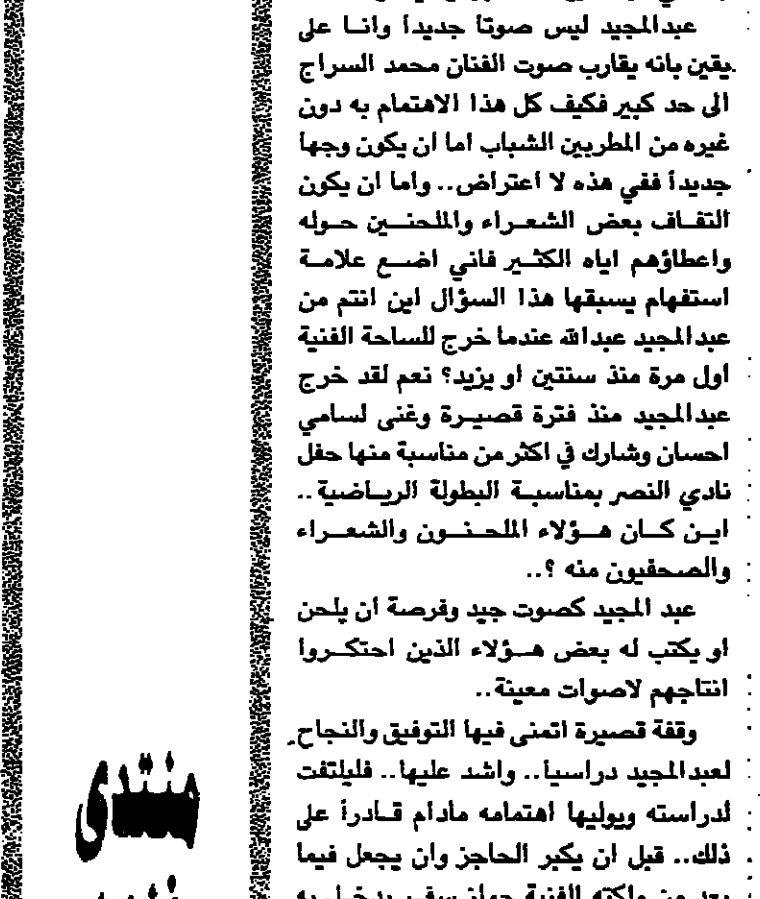 عبدالمجيد ليس صوتاً جديداً وانا على
يقين بانه يقارب صوت الفنان محمد السراج
الى حد كبير فكيف كل هذا الاهتمام به دون
غيره من المطربين الشباب اما ان يكون وجها
جديداً ففي هذه لا اعتراض.. واما ان يكون
التفاف بعض الشعراء والملحنين حوله
واعطاؤهم اياه الكثير فاني اضع علامة
استفهام يسبقها هذا السؤال اين انتم من
عبدالمجيد عبدالله عندما خرج للساحة الفنية
اول مرة منذ سنتين او يزيد؟ نعم لقد خرج
عبدالمجيد منذ فترة قصيرة وغنى لسامي
احسان وشارك في اكثر من مناسبة منها حفل
نادي النصر بمناسبة البطولة الرياضية..
اين كان هؤلاء الملحنون والشعراء
والصحفيون منه ؟..
عبد المجيد كصوت جيد وفرصة ان يلحن
او يكتب له بعض هؤلاء الذين احتكروا
انتاجهم لاصوات معينة..
وقفة قصيرة اتمنى فيها التوفيق والنجاح
لعبدالمجيد دراسيا.. واشد عليها.. فليلتفت
لدراسته ويوليها اهتمامه مادام قادراً على
ذلك.. قبل ان يكبر الحاجز وان يجعل فيما
منتدى